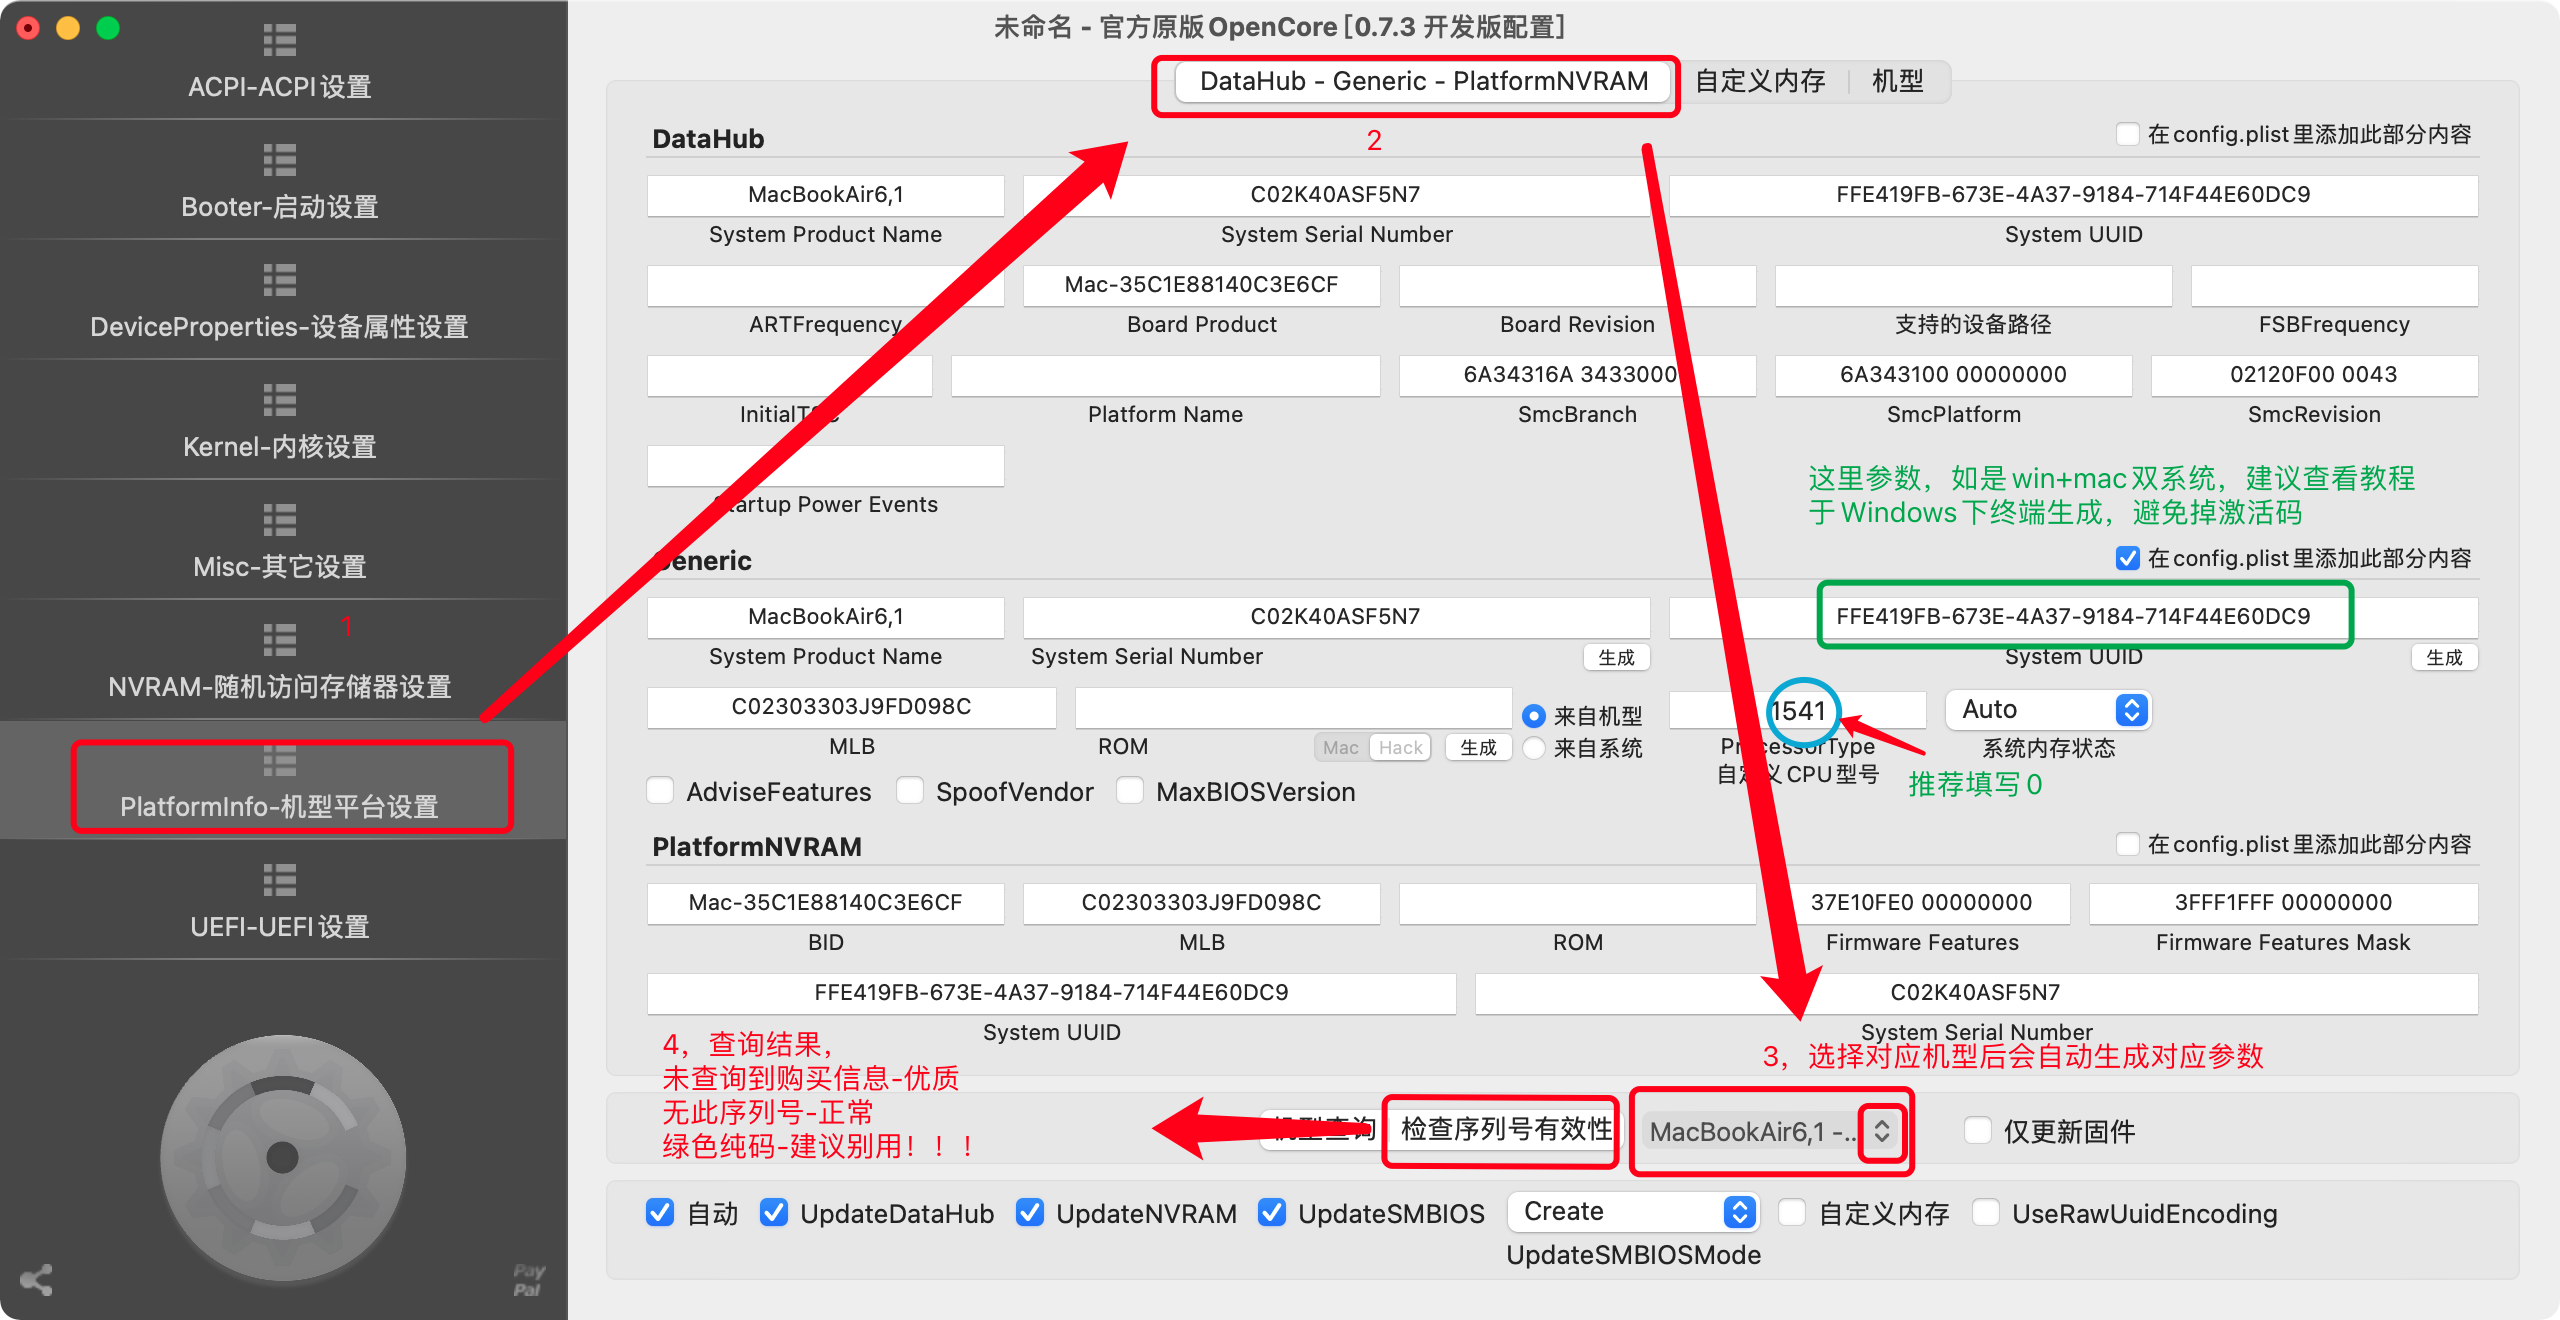 未命名 - 官方原版OpenCore[0.7.3 开发版配置]
ACPI-ACPI设置
Booter-启动设置
DeviceProperties-设备属性设置
Kernel-内核设置
Misc-其它设置
1
NVRAM-随机访问存储器设置
PlatformInfo-机型平台设置
UEFI-UEFI设置
Pay
Pal
DataHub - Generic - PlatformNVRAM 自定义内存 机型
2
DataHub 在config.plist里添加此部分内容
MacBookAir6,1 C02K40ASF5N7 FFE419FB-673E-4A37-9184-714F44E60DC9
System Product Name System Serial Number System UUID
Mac-35C1E88140C3E6CF
ARTFrequency Board Product Board Revision 支持的设备路径 FSBFrequency
6A34316A 3433000 6A343100 00000000 02120F00 0043
InitialTSC Platform Name SmcBranch SmcPlatform SmcRevision
Startup Power Events
这里参数，如是win+mac双系统，建议查看教程
于Windows下终端生成，避免掉激活码
Generic 在config.plist里添加此部分内容
MacBookAir6,1 C02K40ASF5N7 FFE419FB-673E-4A37-9184-714F44E60DC9
System Product Name System Serial Number 生成 System UUID 生成
C02303303J9FD098C 来自机型 1541 Auto
MLB ROM Mac Hack 生成 来自系统 ProcessorType 系统内存状态
自定义CPU型号 推荐填写0
AdviseFeatures SpoofVendor MaxBIOSVersion
PlatformNVRAM 在config.plist里添加此部分内容
Mac-35C1E88140C3E6CF C02303303J9FD098C 37E10FE0 00000000 3FFF1FFF 00000000
BID MLB ROM Firmware Features Firmware Features Mask
FFE419FB-673E-4A37-9184-714F44E60DC9 C02K40ASF5N7
System UUID System Serial Number
3，选择对应机型后会自动生成对应参数
4，查询结果，
未查询到购买信息-优质
无此序列号-正常
绿色纯码-建议别用！！！
机型查询 检查序列号有效性 MacBookAir6,1 -.. 仅更新固件
自动 UpdateDataHub UpdateNVRAM UpdateSMBIOS Create 自定义内存 UseRawUuidEncoding
UpdateSMBIOSMode